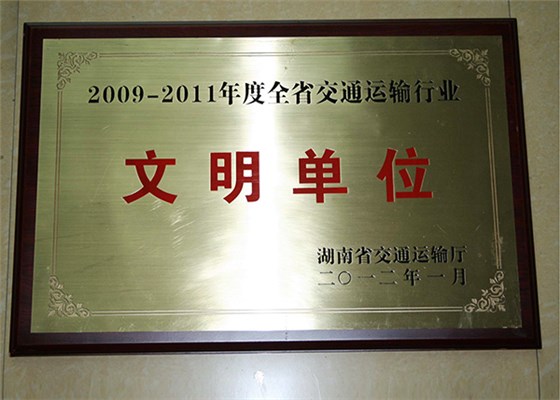 2009-2011年度全省交通运输行业
文明单位
湖南省交通运输厅
二〇一二年一月